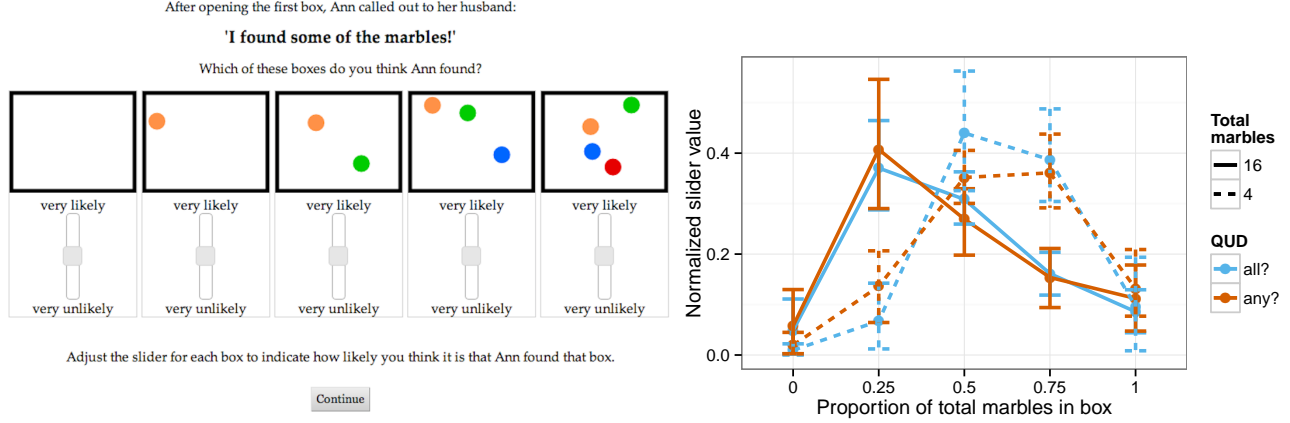 After opening the first box, Ann called out to her husband:
'I found some of the marbles!'
Which of these boxes do you think Ann found?
very likely very likely very likely very likely very likely
very unlikely very unlikely very unlikely very unlikely very unlikely
Adjust the slider for each box to indicate how likely you think it is that Ann found that box.
Continue
Normalized slider value
0.4
0.2
0.0
0 0.25 0.5 0.75 1
Proportion of total marbles in box
Total
marbles
16
4
QUD
all?
any?